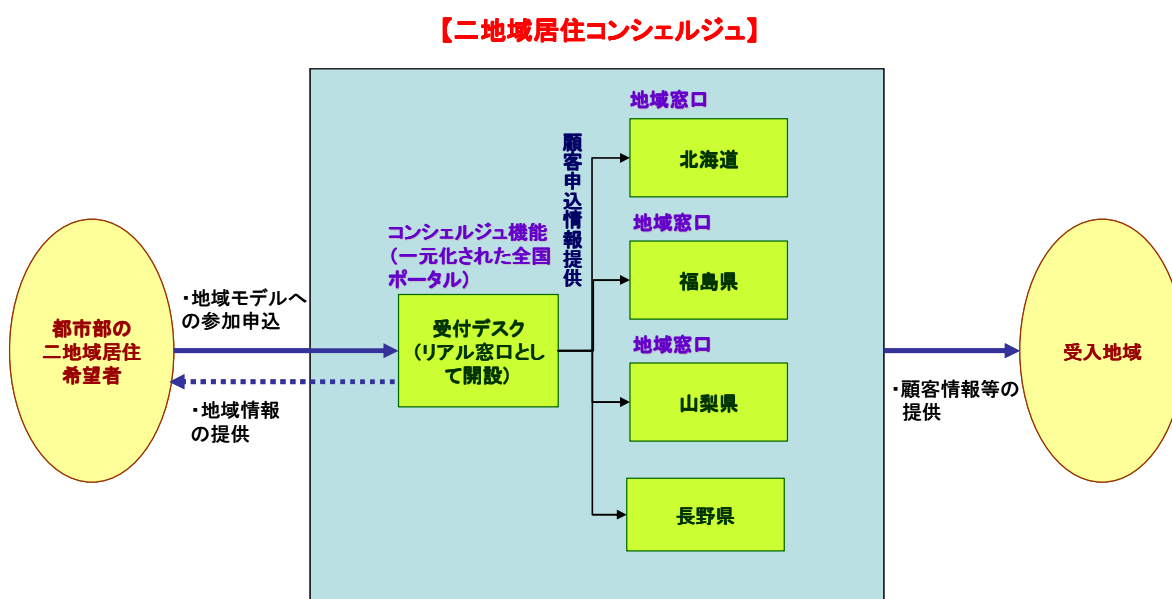 【二地域居住コンシェルジュ】
都市部の
二地域居住
希望者
・地域モデルへ
の参加申込
・地域情報
の提供
コンシェルジュ機能
(一元化された全国
ポータル)
受付デスク
(リアル窓口とし
て開設)
顧客申込情報提供
地域窓口
北海道
地域窓口
福島県
地域窓口
山梨県
長野県
・顧客情報等の
提供
受入地域